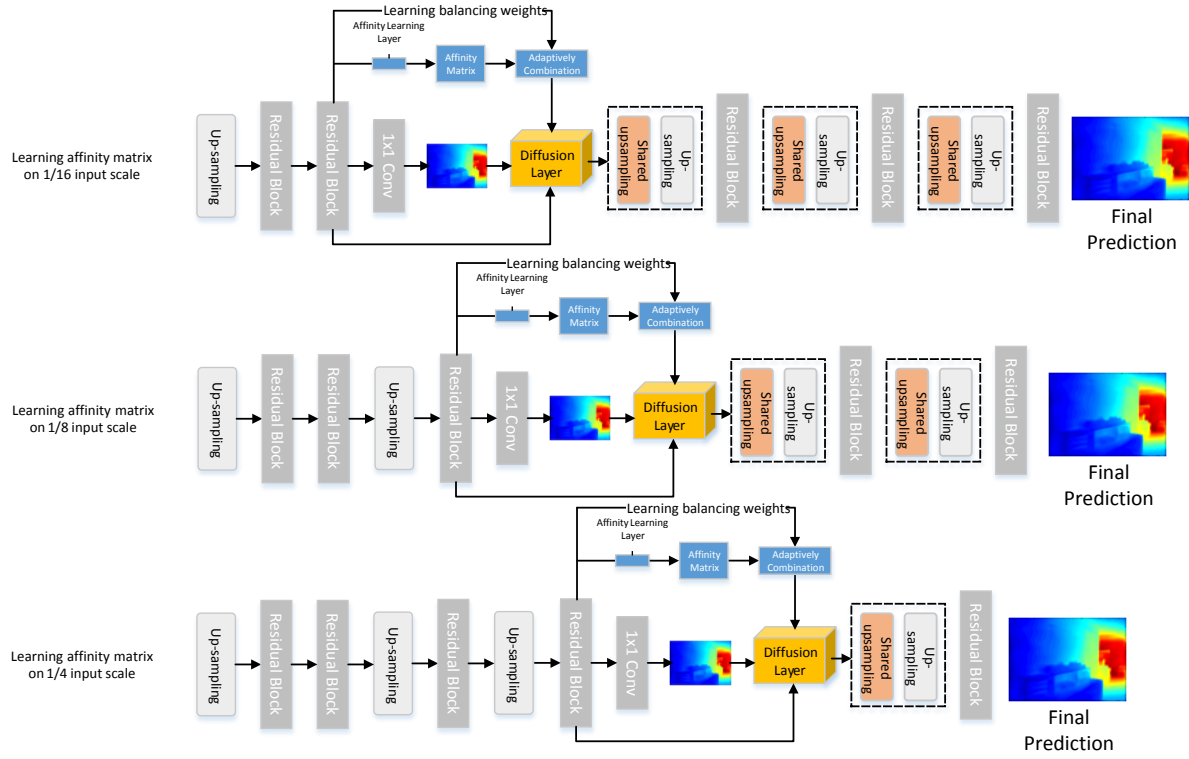 Learning balancing weights
Affinity Learning
Layer
Affinity
Matrix
Adaptively
Combination
Learning affinity matrix
on 1/16 input scale
Up-sampling
Residual Block
Residual Block
1x1 Conv
Diffusion
Layer
Shared
upsampling
Up-
sampling
Residual Block
Shared
upsampling
Up-
sampling
Residual Block
Shared
upsampling
Up-
sampling
Residual Block
Final
Prediction
Learning balancing weights
Affinity Learning
Layer
Affinity
Matrix
Adaptively
Combination
Learning affinity matrix
on 1/8 input scale
Up-sampling
Residual Block
Residual Block
Up-sampling
Residual Block
1x1 Conv
Diffusion
Layer
Shared
upsampling
Up-
sampling
Residual Block
Shared
upsampling
Up-
sampling
Residual Block
Final
Prediction
Learning balancing weights
Affinity Learning
Layer
Affinity
Matrix
Adaptively
Combination
Learning affinity matrix
on 1/4 input scale
Up-sampling
Residual Block
Residual Block
Up-sampling
Residual Block
Up-sampling
Residual Block
1x1 Conv
Diffusion
Layer
Shared
upsampling
Up-
sampling
Residual Block
Final
Prediction